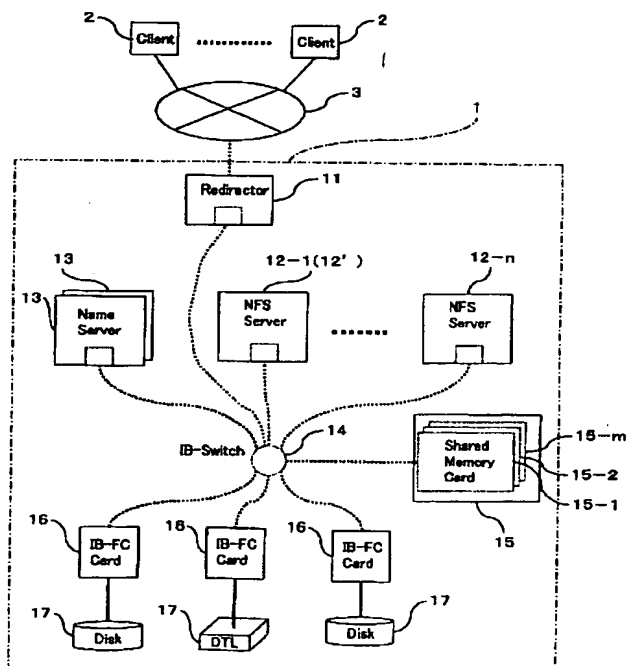 2
Client
Client
2
3
1
Redirector
11
13
12-1(12')
12-n
13
Name
Server
NFS
Server
NFS
Server
14
IB-Switch
Shared
Memory
Card
15-m
15-2
15-1
15
16
IB-FC
Card
16
IB-FC
Card
16
IB-FC
Card
17
Disk
17
DTL
17
Disk